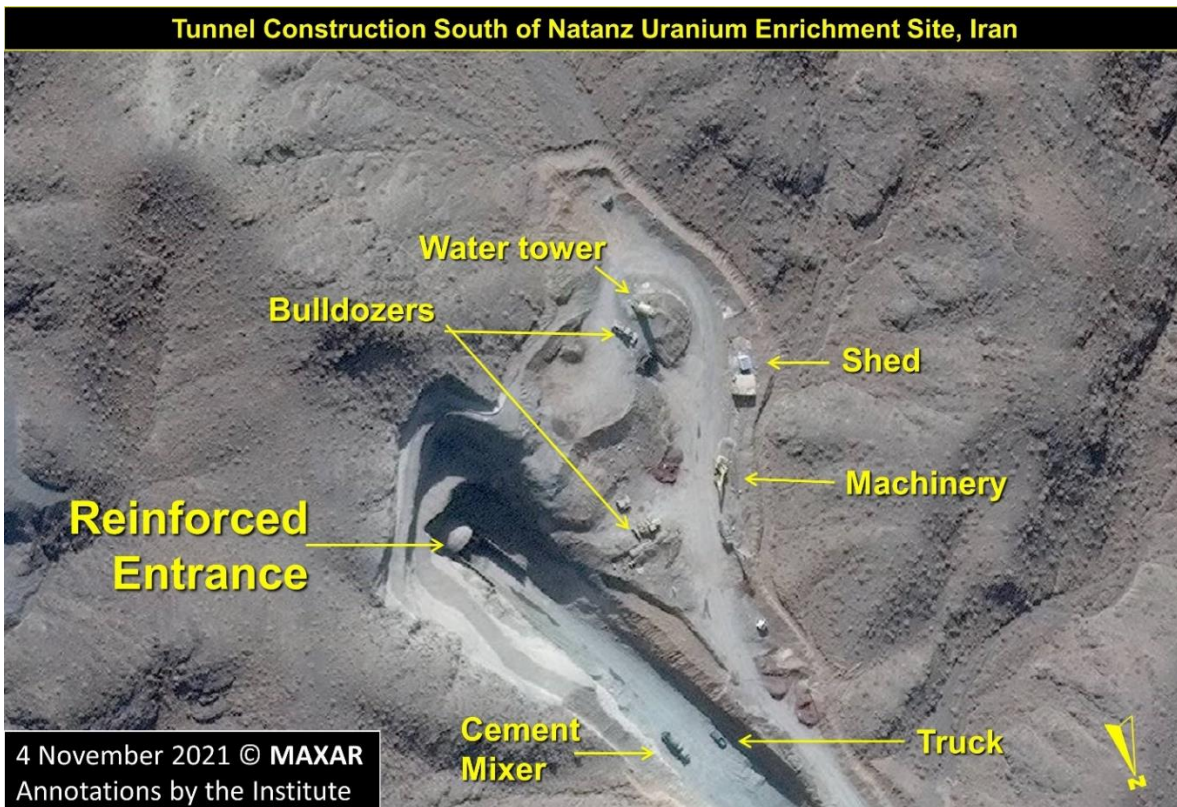 Tunnel Construction South of Natanz Uranium Enrichment Site, Iran
Water tower
Bulldozers
Shed
Machinery
Reinforced
Entrance
Cement
Mixer
Truck
4 November 2021 © MAXAR
Annotations by the Institute
N